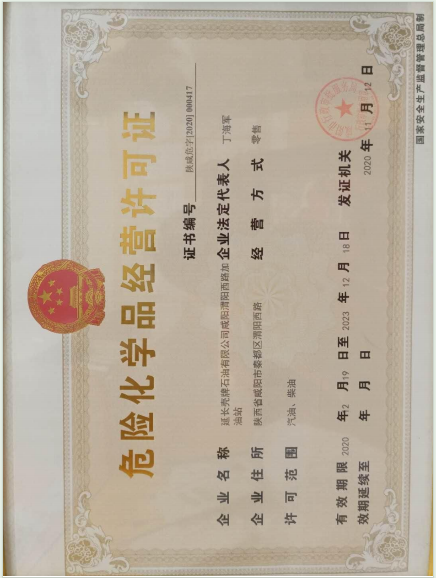 危险化学品经营许可证
证书编号 陕咸危字[2020] 000417
企业名称 延长壳牌石油有限公司咸阳渭阳西路加油站 企业法定代表人 丁海军
企业住所 陕西省咸阳市秦都区渭阳西路 经营方式 零售
许可范围 汽油、柴油
有效期限 2020 年2 月19 日至 2023 年 12 月 18 日 发证机关
效期延续至 年 月 日 2020 年 11 月 12 日
国家安全生产监督管理总局制